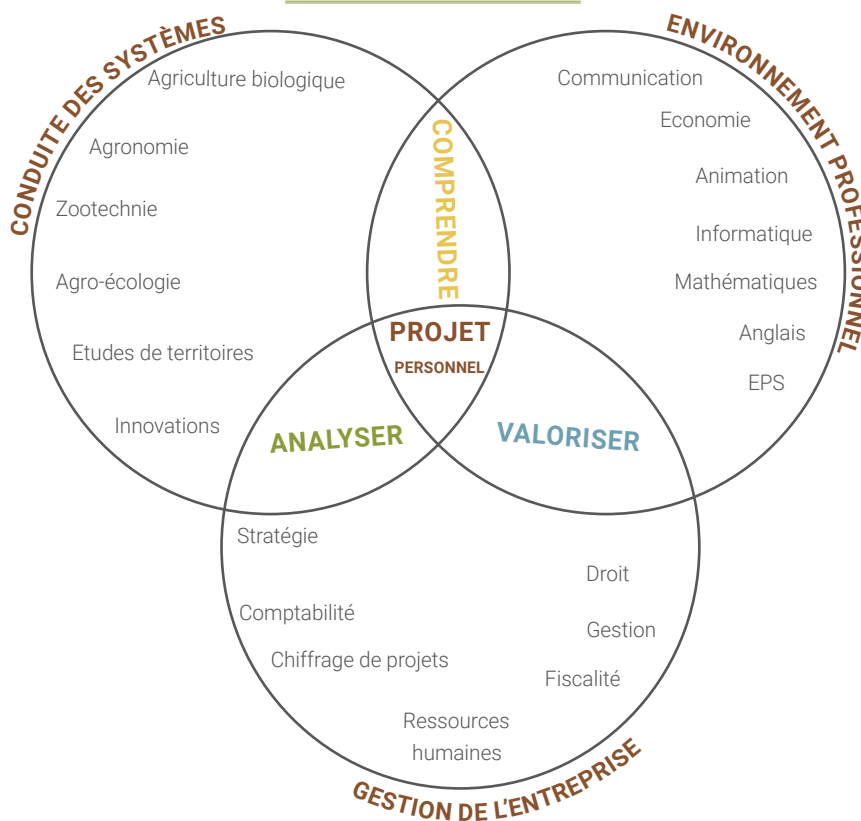 CONDUITE DES SYSTÈMES
Agriculture biologique
Agronomie
Zootechnie
Agro-écologie
Etudes de territoires
Innovations
ENVIRONNEMENT PROFESSIONNEL
Communication
Economie
Animation
Informatique
Mathématiques
Anglais
EPS
COMPRENDRE
PROJET
PERSONNEL
ANALYSER
VALORISER
Stratégie
Comptabilité
Chiffrage de projets
Ressources
humaines
Droit
Gestion
Fiscalité
GESTION DE L'ENTREPRISE